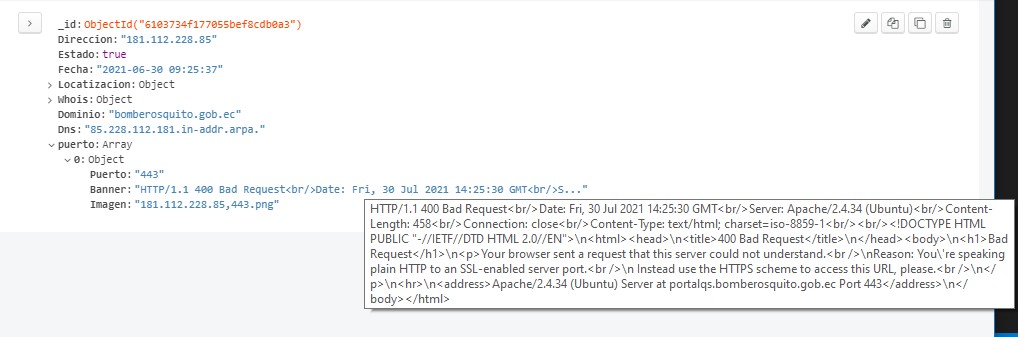 _id: ObjectId("6103734f177055bef8cdb0a3")
Direccion: "181.112.228.85"
Estado: true
Fecha: "2021-06-30 09:25:37"
Locatizacion: Object
Whois: Object
Dominio: "bomberosquito.gob.ec"
Dns: "85.228.112.181.in-addr.arpa."
puerto: Array
0: Object
Puerto: "443"
Banner: "HTTP/1.1 400 Bad Request<br/>Date: Fri, 30 Jul 2021 14:25:30 GMT<br/>S..."
Imagen: "181.112.228.85,443.png"
HTTP/1.1 400 Bad Request<br/>Date: Fri, 30 Jul 2021 14:25:30 GMT<br/>Server: Apache/2.4.34 (Ubuntu)<br/>Content-
Length: 458<br/>Connection: close<br/>Content-Type: text/html; charset=iso-8859-1<br/><br/><!DOCTYPE HTML
PUBLIC "-//IETF//DTD HTML 2.0//EN">\n<html><head>\n<title>400 Bad Request</title>\n</head><body>\n<h1>Bad
Request</h1>\n<p>Your browser sent a request that this server could not understand.<br />\nReason: You\'re speaking
plain HTTP to an SSL-enabled server port.<br />\n Instead use the HTTPS scheme to access this URL, please.<br />\n</
p>\n<hr>\n<address>Apache/2.4.34 (Ubuntu) Server at portalqs.bomberosquito.gob.ec Port 443</address>\n</
body></html>